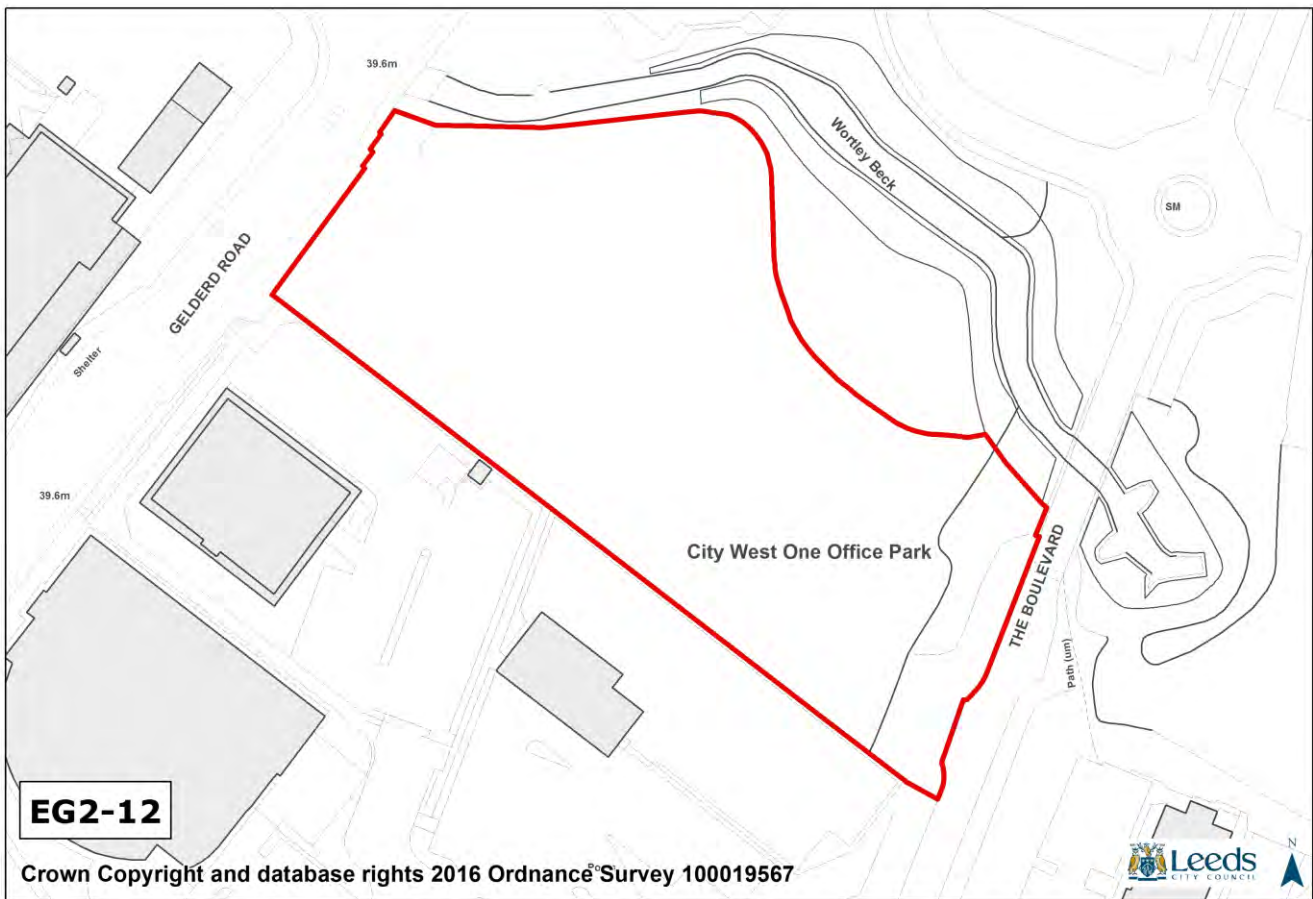 39.6m
Wortley Beck
SM
GELDERD ROAD
Shelter
39.6m
City West One Office Park
THE BOULEVARD
Path (um)
EG2-12
Crown Copyright and database rights 2016 Ordnance Survey 100019567
Leeds
CITY COUNCIL
N